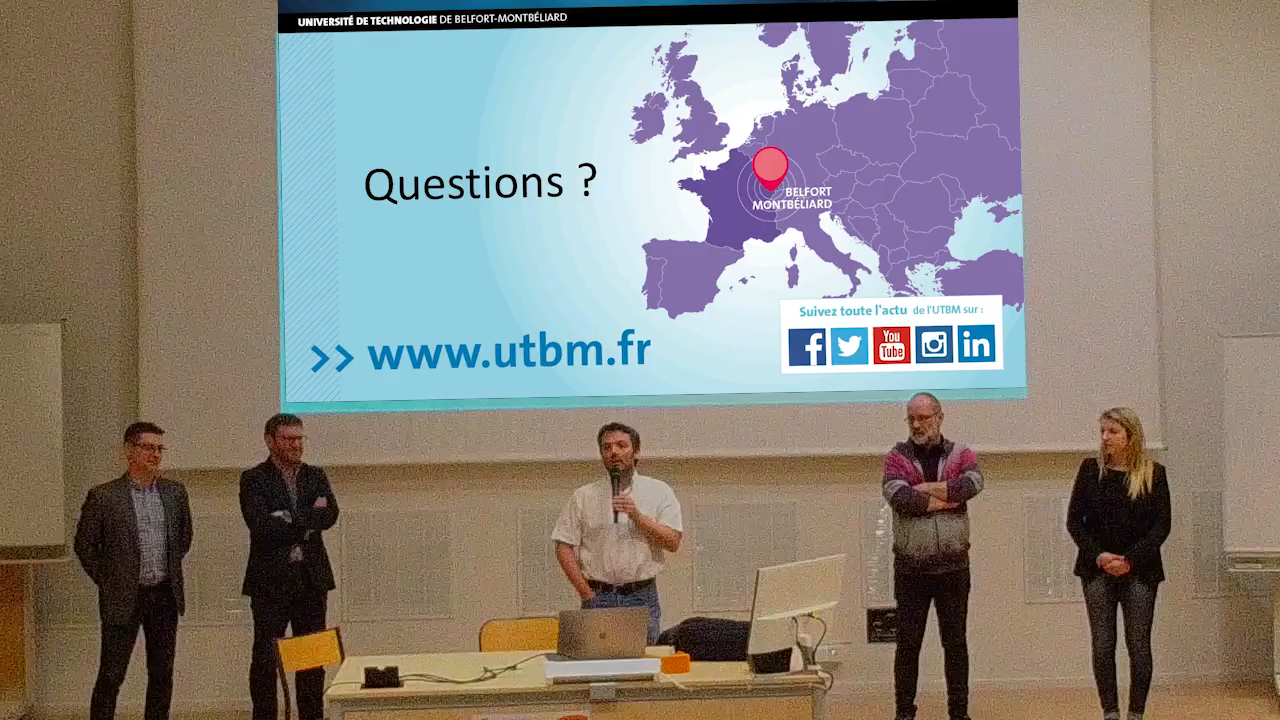 UNIVERSITÉ DE TECHNOLOGIE DE BELFORT-MONTBÉLIARD
Questions ?
BELFORT
MONTBÉLIARD
Suivez toute l'actu de l'UTBM sur :
You
Tube
>> www.utbm.fr